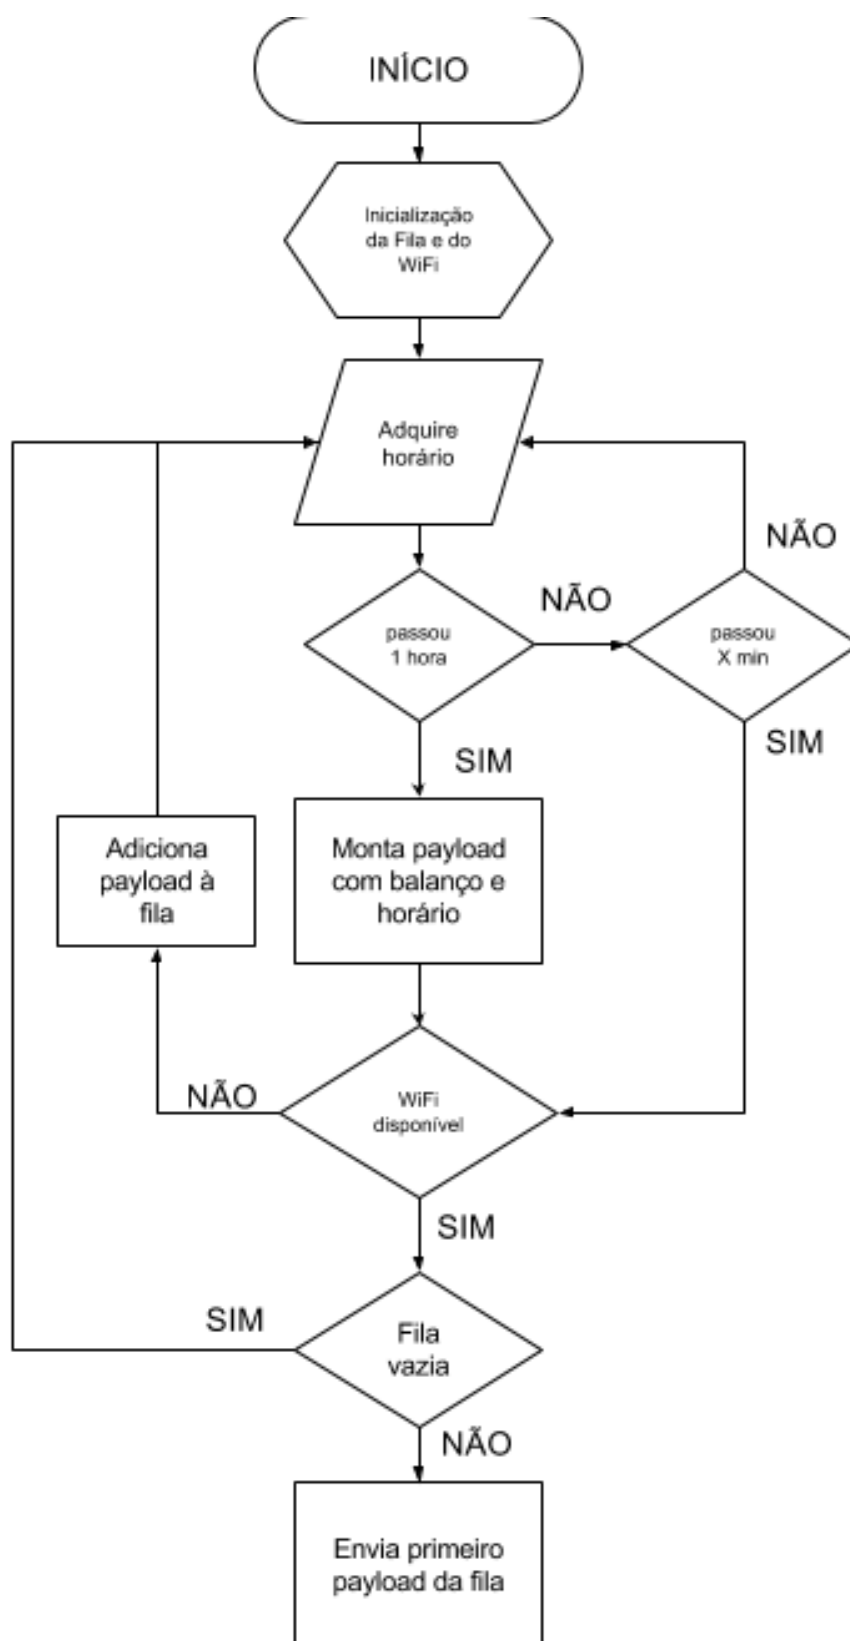 INÍCIO
Inicialização
da Fila e do
WiFi
Adquire
horário
NÃO
passou
1 hora
NÃO
passou
X min
SIM
SIM
Adiciona
payload à
fila
Monta payload
com balanço e
horário
NÃO
WiFi
disponível
SIM
SIM
Fila
vazia
NÃO
Envia primeiro
payload da fila